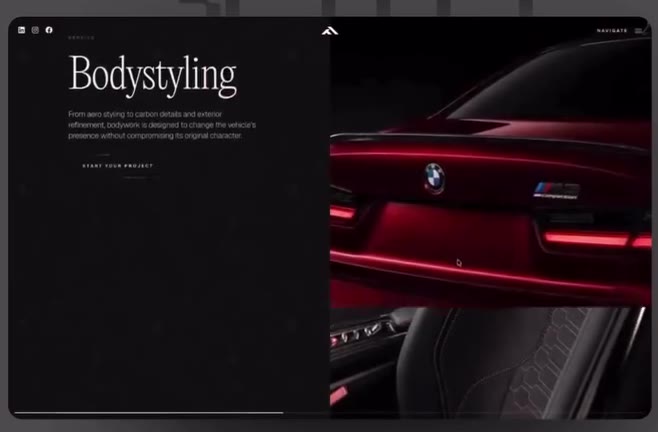 NAVIGATE
SERVICE
Bodystyling
From aero styling to carbon details and exterior
refinement, bodywork is designed to change the vehicle's
presence without compromising its original character.
START YOUR PROJECT